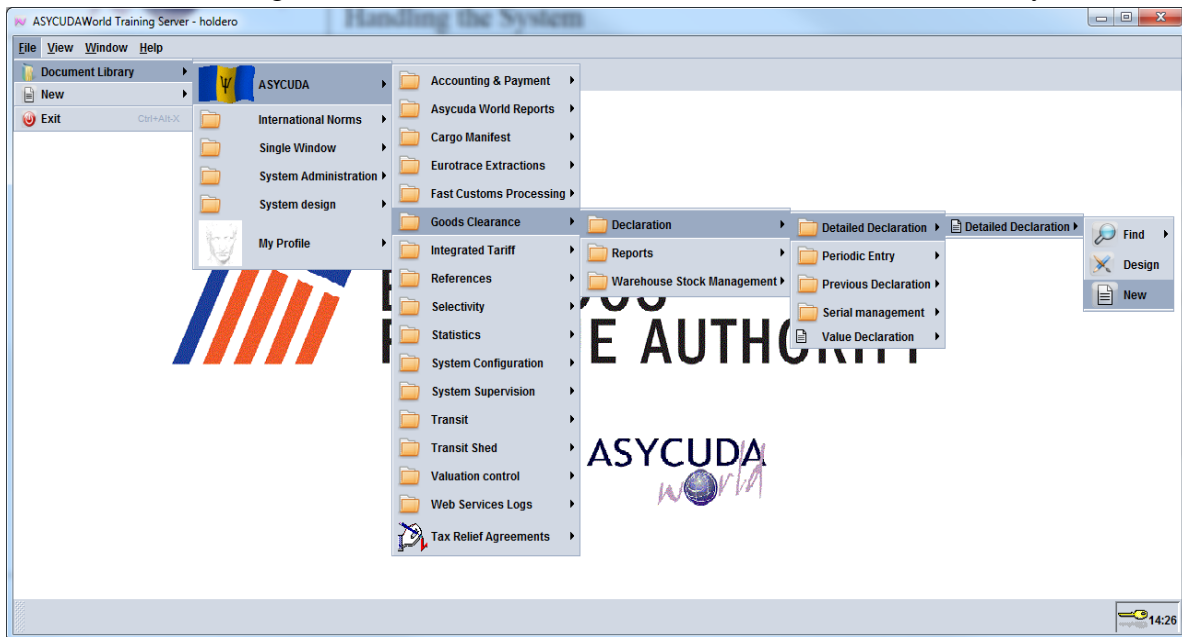 Handling the System
ASYCUDAWorld Training Server - holdero
File View Window Help
Document Library
New
Exit Ctrl+Alt-X
ASYCUDA
International Norms
Single Window
System Administration
System design
My Profile
Accounting & Payment
Asycuda World Reports
Cargo Manifest
Eurotrace Extractions
Fast Customs Processing
Goods Clearance
Integrated Tariff
References
Selectivity
Statistics
System Configuration
System Supervision
Transit
Transit Shed
Valuation control
Web Services Logs
Tax Relief Agreements
Declaration
Reports
Warehouse Stock Management
Detailed Declaration
Periodic Entry
Previous Declaration
Serial management
Value Declaration
Detailed Declaration
Find
Design
New
E AUTHORITY
ASYCUDA
world
14:26